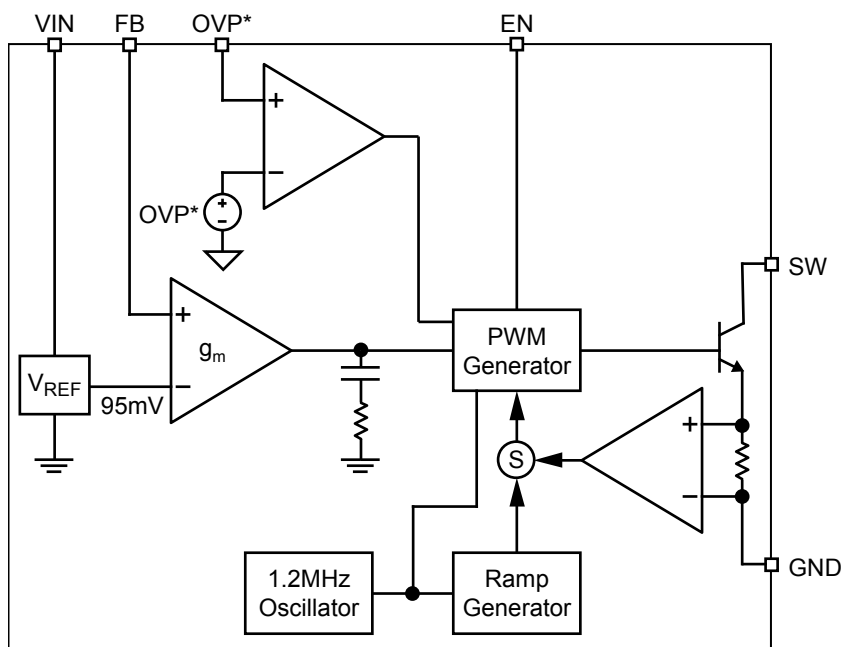 VIN
FB
OVP*
EN
+
−
OVP*
+
−
SW
+
PWM
Generator
gm
VREF
−
95mV
+
S
−
GND
1.2MHz
Oscillator
Ramp
Generator